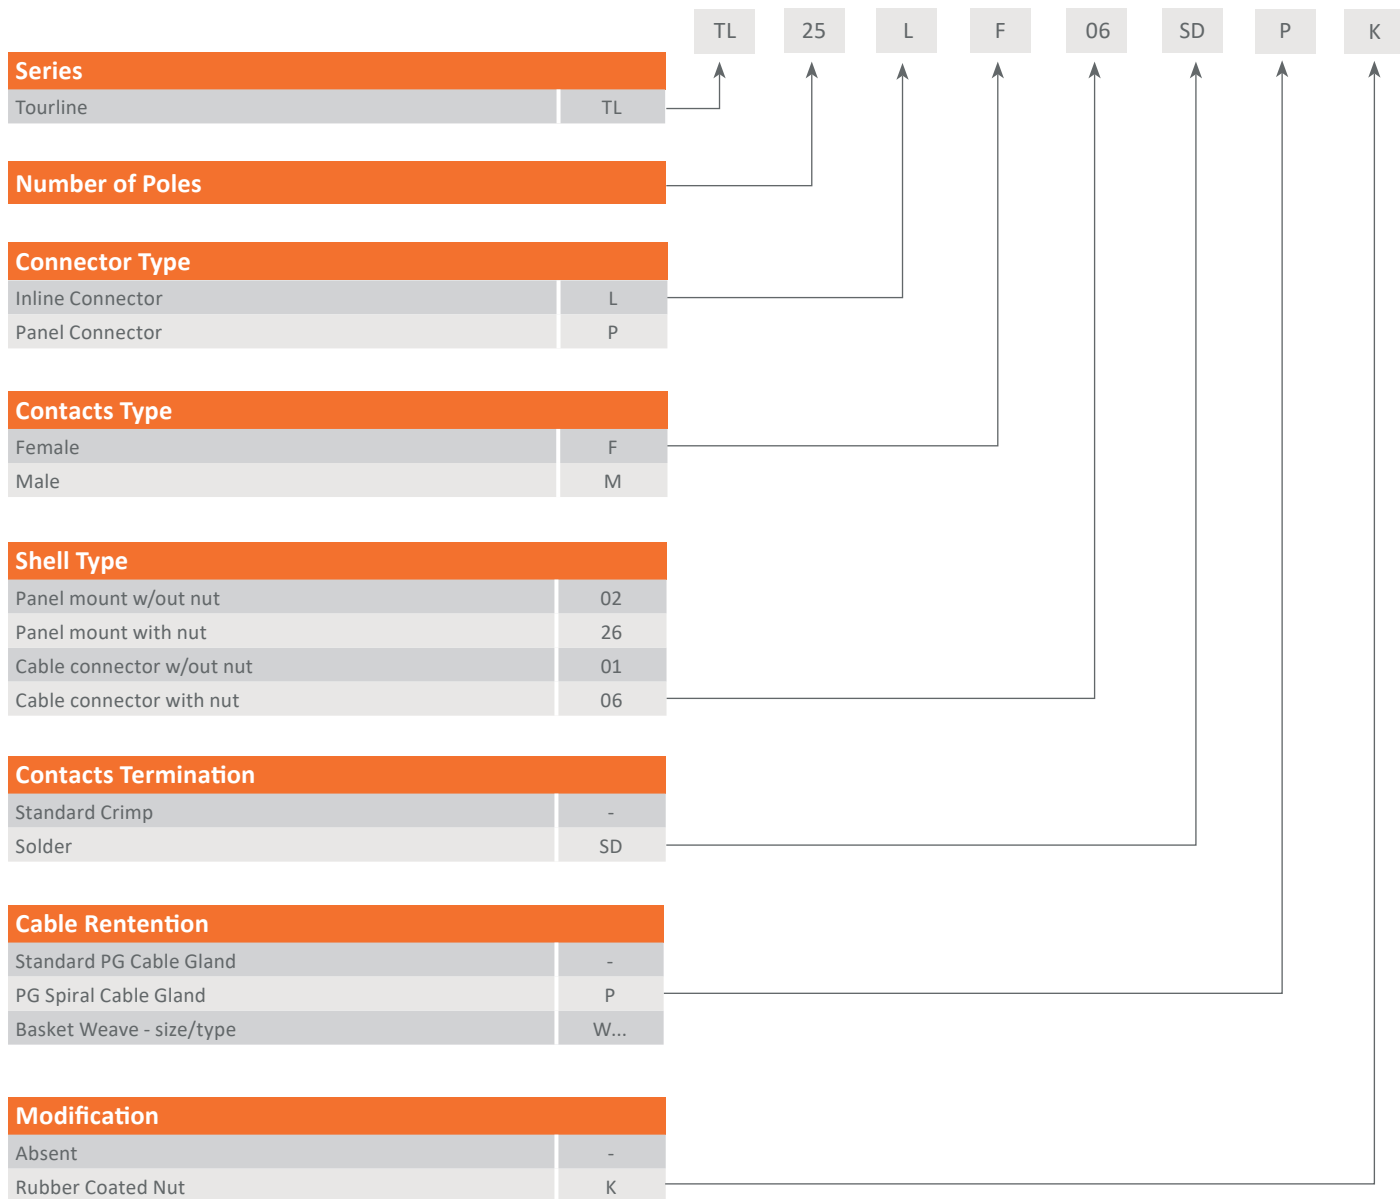 TL 25 L F 06 SD P K
Series
Tourline TL
Number of Poles
Connector Type
Inline Connector L
Panel Connector P
Contacts Type
Female F
Male M
Shell Type
Panel mount w/out nut 02
Panel mount with nut 26
Cable connector w/out nut 01
Cable connector with nut 06
Contacts Termination
Standard Crimp -
Solder SD
Cable Rentention
Standard PG Cable Gland -
PG Spiral Cable Gland P
Basket Weave - size/type W...
Modification
Absent -
Rubber Coated Nut K